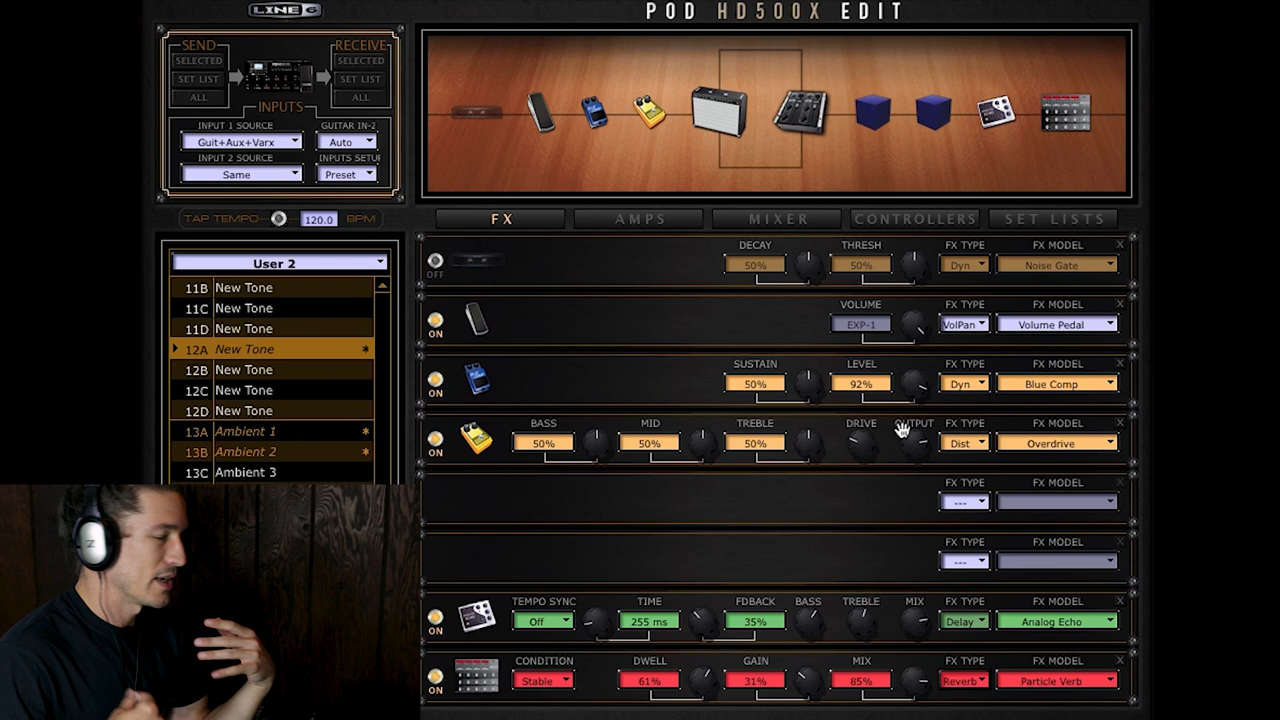 LINE 6
POD HD500X EDIT
SEND
RECEIVE
SELECTED
SELECTED
SET LIST
SET LIST
ALL
ALL
INPUTS
INPUT 1 SOURCE
GUITAR IN-Z
Guit+Aux+Varx
Auto
INPUT 2 SOURCE
INPUTS SETUP
Same
Preset
TAP TEMPO
120.0
BPM
FX
AMPS
MIXER
CONTROLLERS
SET LISTS
User 2
11B New Tone
11C New Tone
11D New Tone
12A New Tone *
12B New Tone
12C New Tone
12D New Tone
13A Ambient 1 *
13B Ambient 2 *
13C Ambient 3
DECAY THRESH FX TYPE FX MODEL X
OFF 50% 50% Dyn Noise Gate
VOLUME FX TYPE FX MODEL X
ON EXP-1 VolPan Volume Pedal
SUSTAIN LEVEL FX TYPE FX MODEL X
ON 50% 92% Dyn Blue Comp
BASS MID TREBLE DRIVE OUTPUT FX TYPE FX MODEL X
ON 50% 50% 50% Dist Overdrive
FX TYPE FX MODEL X
---
FX TYPE FX MODEL X
---
TEMPO SYNC TIME FDBACK BASS TREBLE MIX FX TYPE FX MODEL X
ON Off 255 ms 35% Delay Analog Echo
CONDITION DWELL GAIN MIX FX TYPE FX MODEL X
ON Stable 61% 31% 85% Reverb Particle Verb